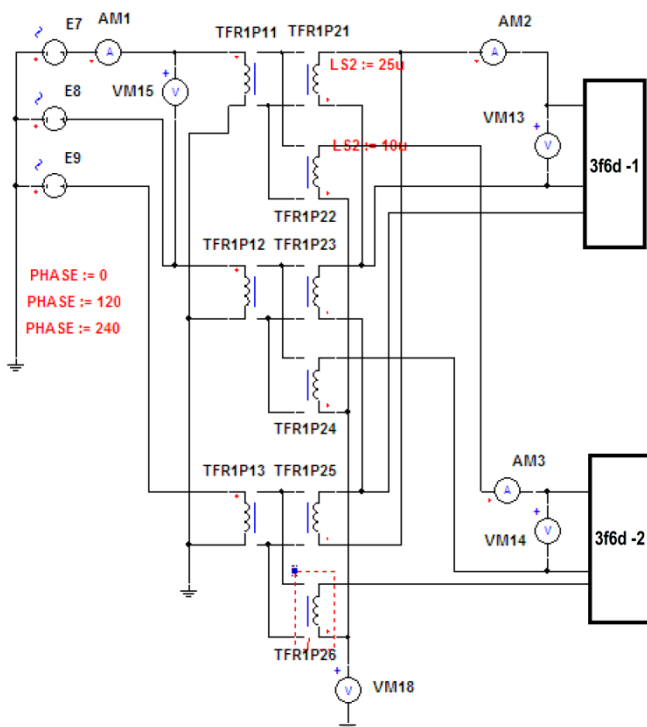 E7
AM1
TFR1P11
TFR1P21
AM2
A
A
LS2 := 25u
E8
VM15
V
VM13
V
E9
LS2 := 10u
3f6d -1
TFR1P22
TFR1P12
TFR1P23
PHASE := 0
PHASE := 120
PHASE := 240
TFR1P24
TFR1P13
TFR1P25
AM3
A
3f6d -2
VM14
V
TFR1P26
V
VM18